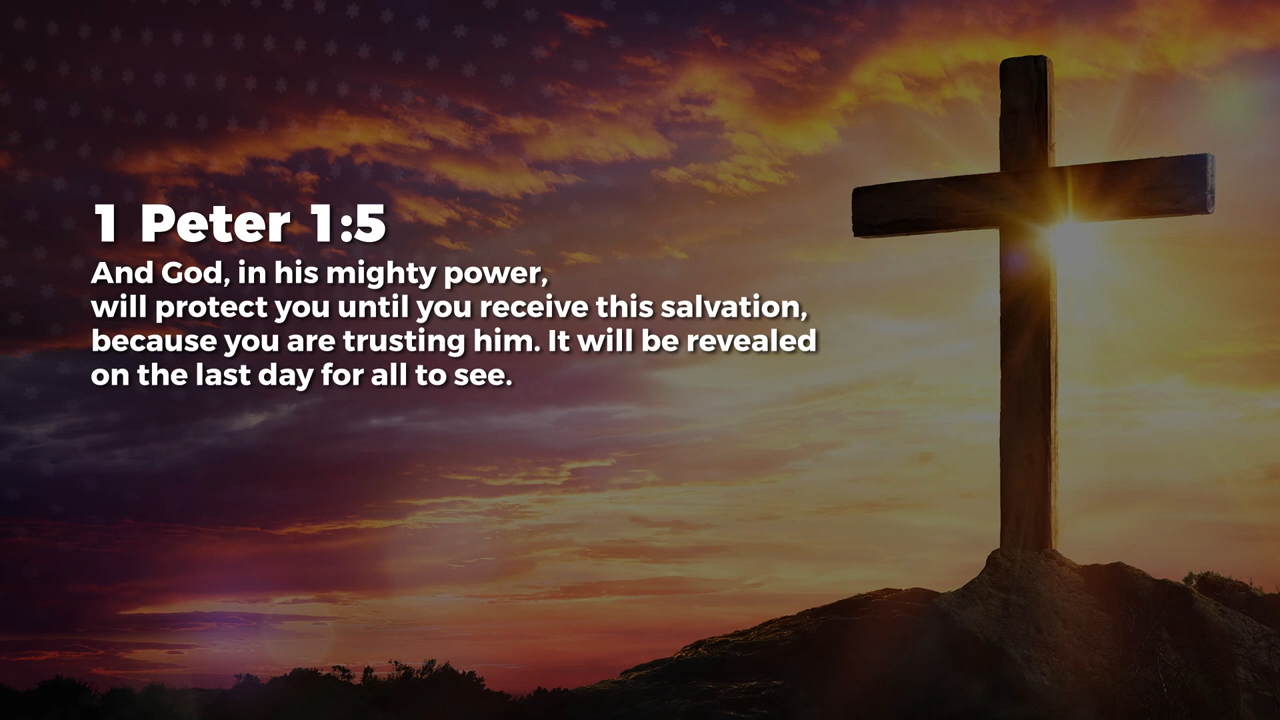 1 Peter 1:5
And God, in his mighty power,
will protect you until you receive this salvation,
because you are trusting him. It will be revealed
on the last day for all to see.